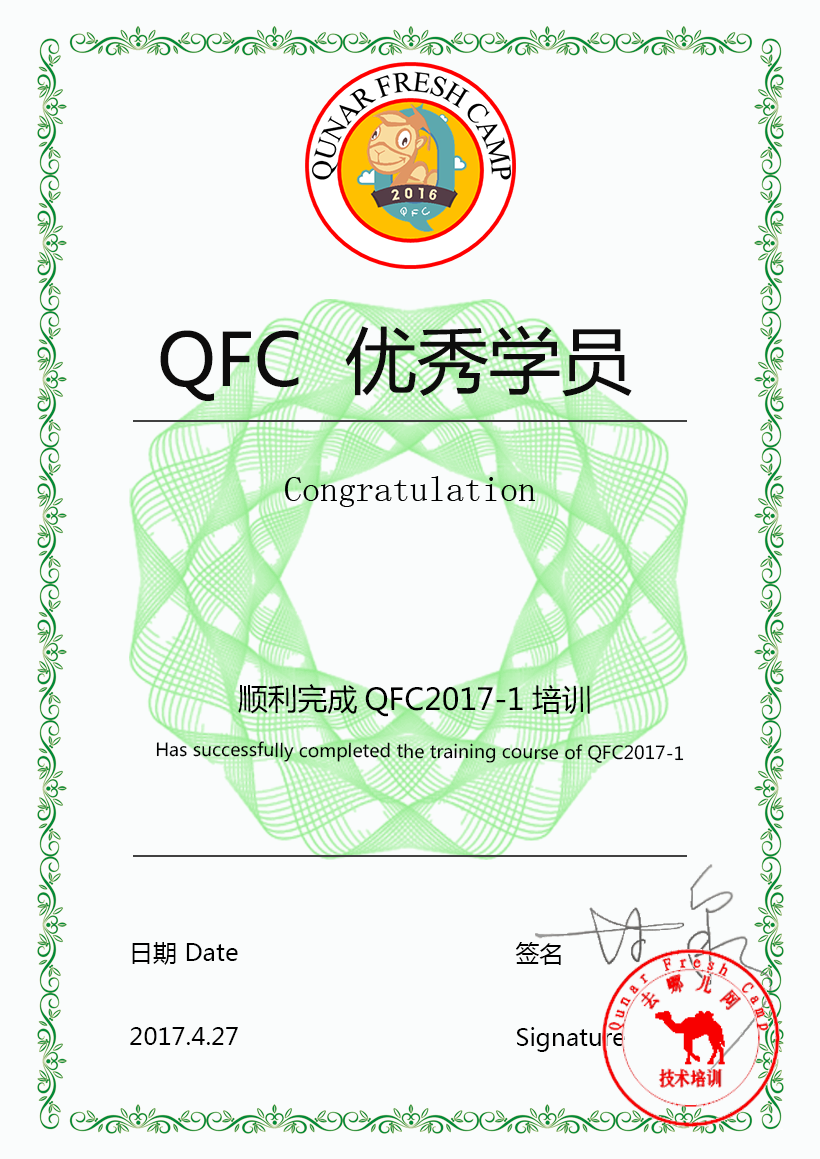 QUNAR FRESH CAMP
2016
QFC
QFC 优秀学员
Congratulation
顺利完成 QFC2017-1 培训
Has successfully completed the training course of QFC2017-1
日期 Date
签名
2017.4.27
Signature
Qunar Fresh Camp
去哪儿网
技术培训